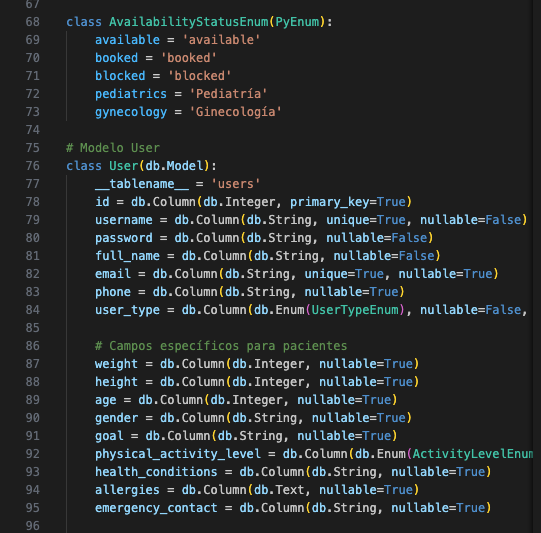 67
68 class AvailabilityStatusEnum(PyEnum):
69     available = 'available'
70     booked = 'booked'
71     blocked = 'blocked'
72     pediatrics = 'Pediatría'
73     gynecology = 'Ginecología'
74
75 # Modelo User
76 class User(db.Model):
77     __tablename__ = 'users'
78     id = db.Column(db.Integer, primary_key=True)
79     username = db.Column(db.String, unique=True, nullable=False)
80     password = db.Column(db.String, nullable=False)
81     full_name = db.Column(db.String, nullable=False)
82     email = db.Column(db.String, unique=True, nullable=True)
83     phone = db.Column(db.String, nullable=True)
84     user_type = db.Column(db.Enum(UserTypeEnum), nullable=False,
85
86     # Campos específicos para pacientes
87     weight = db.Column(db.Integer, nullable=True)
88     height = db.Column(db.Integer, nullable=True)
89     age = db.Column(db.Integer, nullable=True)
90     gender = db.Column(db.String, nullable=True)
91     goal = db.Column(db.String, nullable=True)
92     physical_activity_level = db.Column(db.Enum(ActivityLevelEnum
93     health_conditions = db.Column(db.String, nullable=True)
94     allergies = db.Column(db.Text, nullable=True)
95     emergency_contact = db.Column(db.String, nullable=True)
96